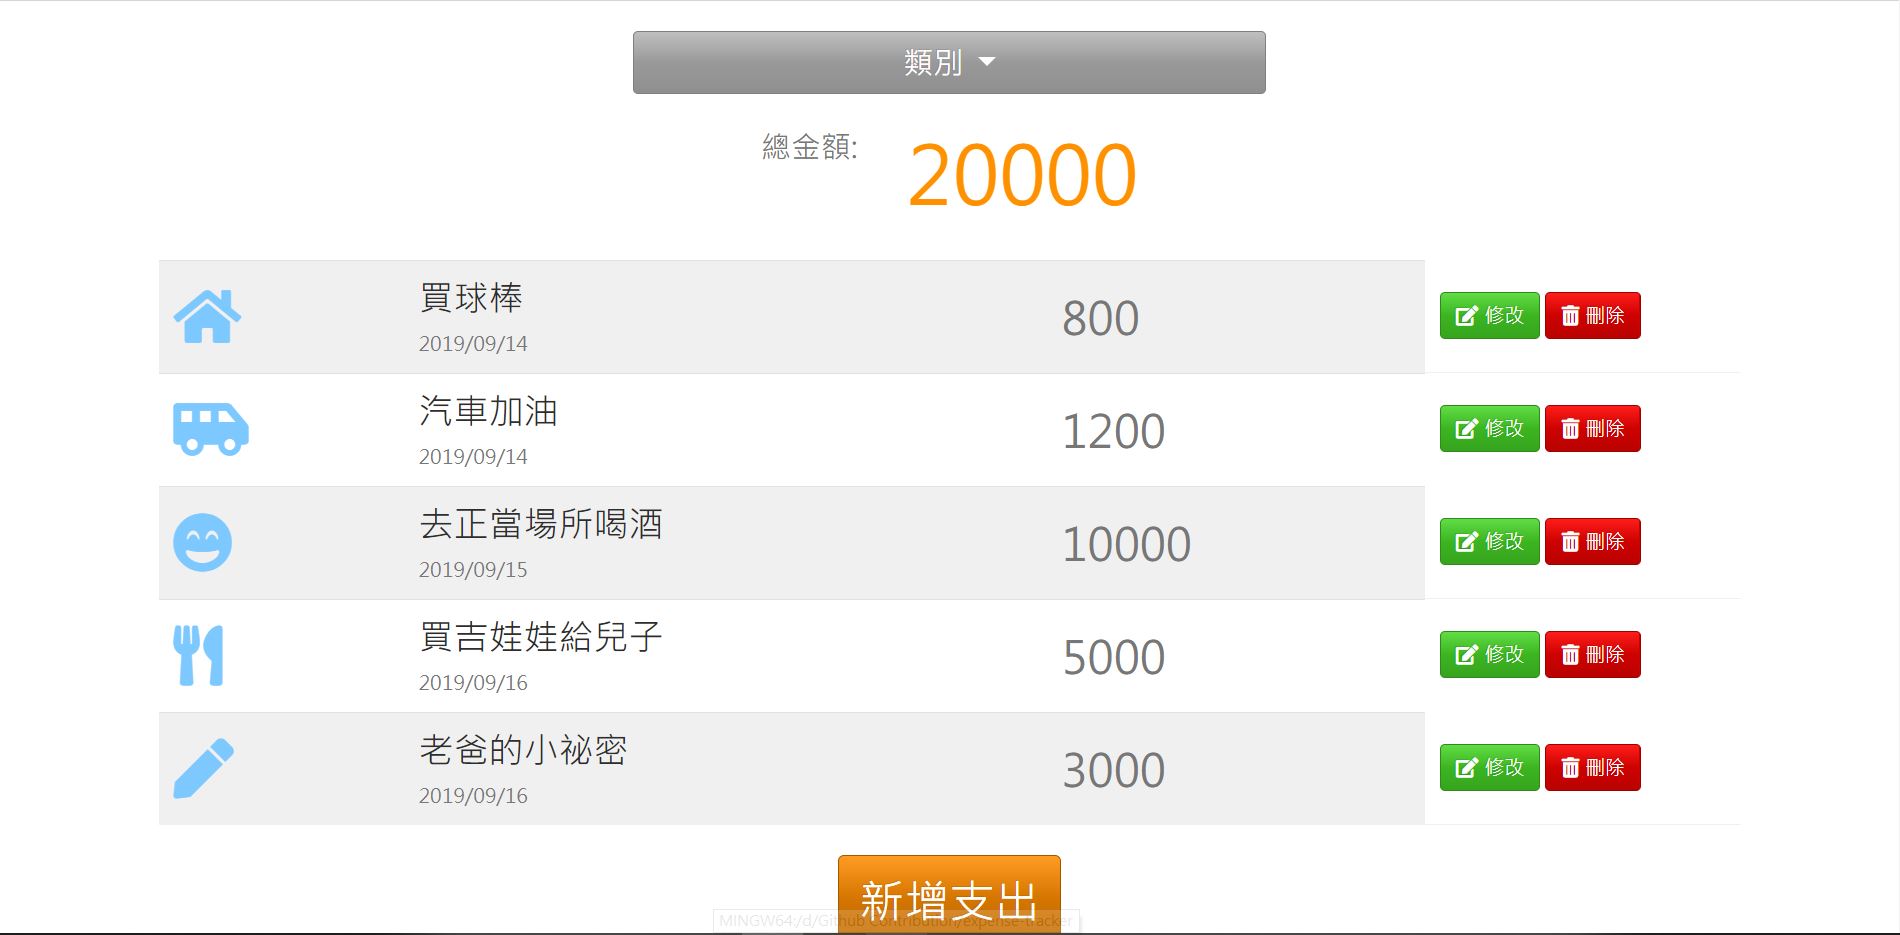 類別
總金額: 20000
買球棒
2019/09/14
800
修改 刪除
汽車加油
2019/09/14
1200
修改 刪除
去正當場所喝酒
2019/09/15
10000
修改 刪除
買吉娃娃給兒子
2019/09/16
5000
修改 刪除
老爸的小祕密
2019/09/16
3000
修改 刪除
新增支出
MINGW64:/d/Github Contribution/expense-tracker